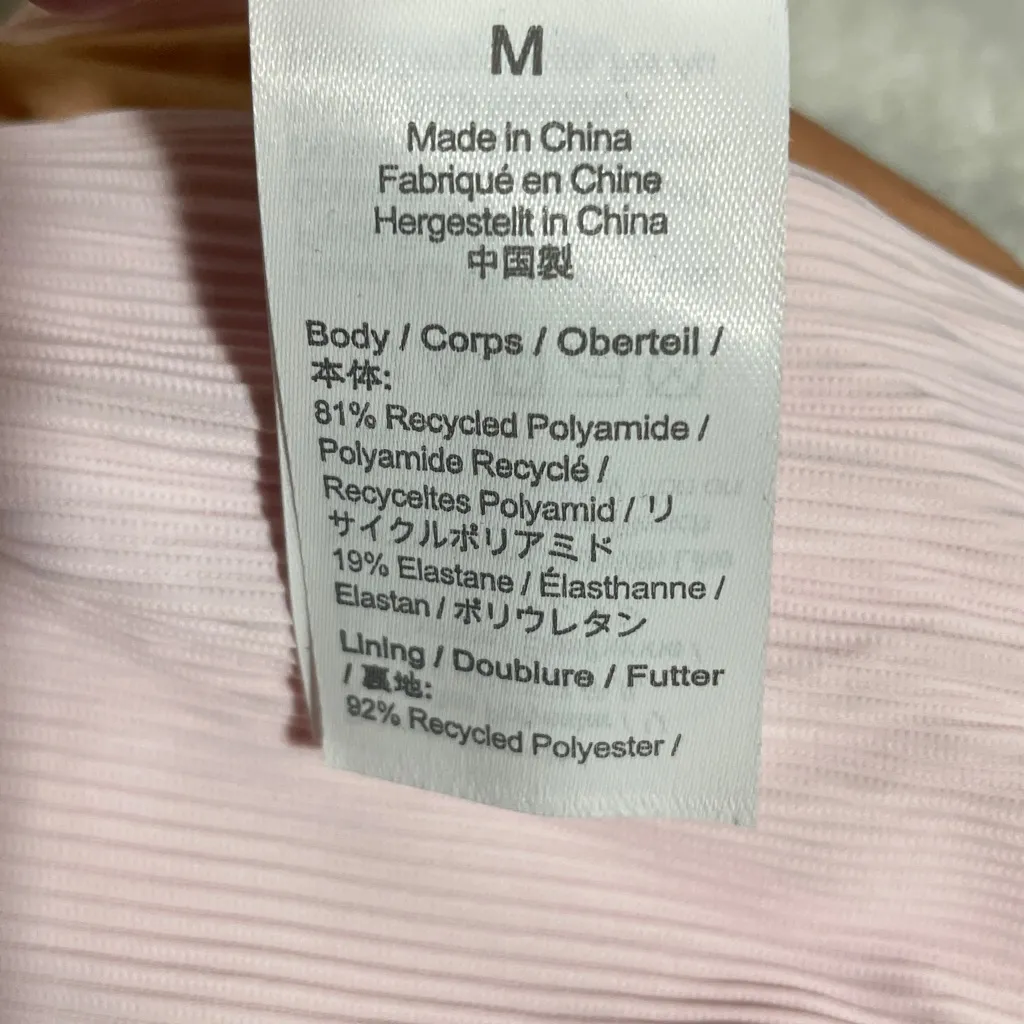 M
Made in China
Fabriqué en Chine
Hergestellt in China
中国製
Body / Corps / Oberteil /
本体:
81% Recycled Polyamide /
Polyamide Recyclé /
Recyceltes Polyamid / リ
サイクルポリアミド
19% Elastane / Élasthanne /
Elastan / ポリウレタン
Lining / Doublure / Futter
/ 裏地:
92% Recycled Polyester /